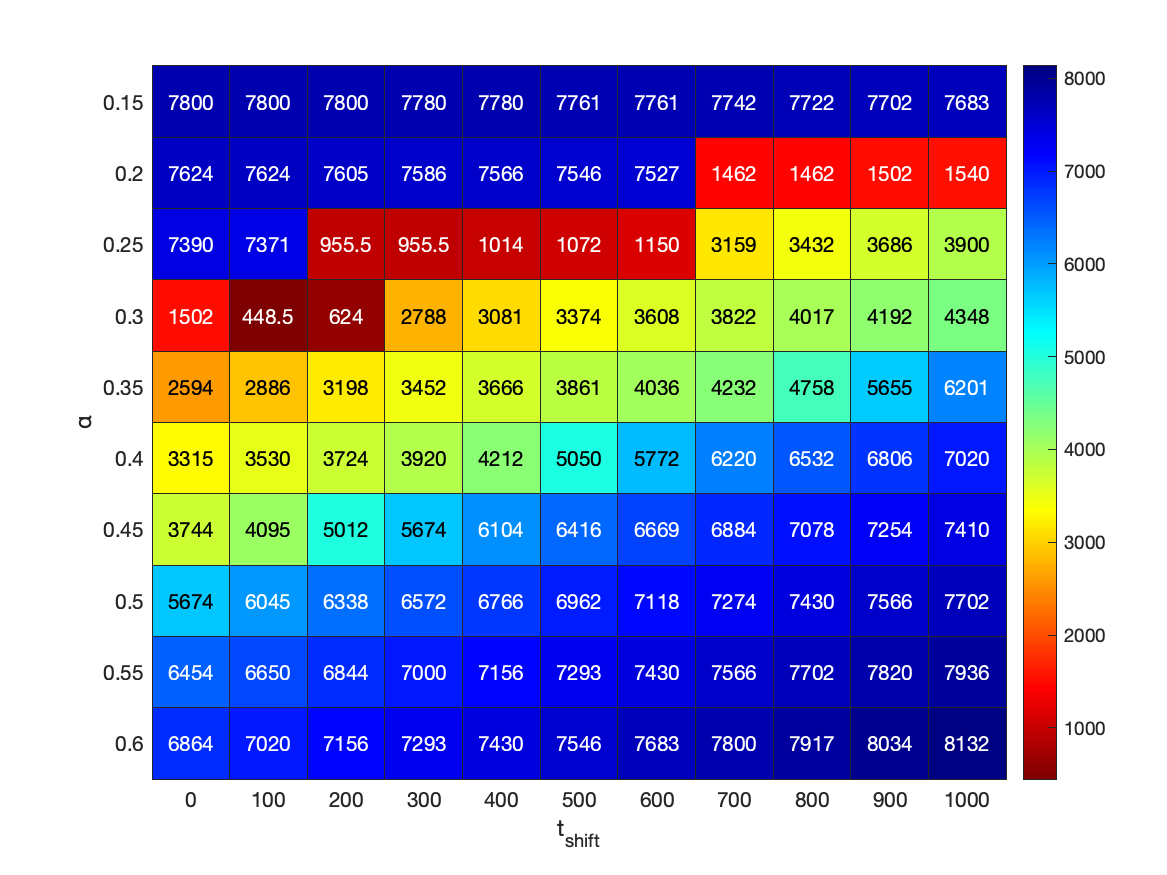 0.15 7800 7800 7800 7780 7780 7761 7761 7742 7722 7702 7683
0.2 7624 7624 7605 7586 7566 7546 7527 1462 1462 1502 1540
0.25 7390 7371 955.5 955.5 1014 1072 1150 3159 3432 3686 3900
0.3 1502 448.5 624 2788 3081 3374 3608 3822 4017 4192 4348
0.35 2594 2886 3198 3452 3666 3861 4036 4232 4758 5655 6201
0.4 3315 3530 3724 3920 4212 5050 5772 6220 6532 6806 7020
0.45 3744 4095 5012 5674 6104 6416 6669 6884 7078 7254 7410
0.5 5674 6045 6338 6572 6766 6962 7118 7274 7430 7566 7702
0.55 6454 6650 6844 7000 7156 7293 7430 7566 7702 7820 7936
0.6 6864 7020 7156 7293 7430 7546 7683 7800 7917 8034 8132
0 100 200 300 400 500 600 700 800 900 1000
t_shift
α
8000
7000
6000
5000
4000
3000
2000
1000